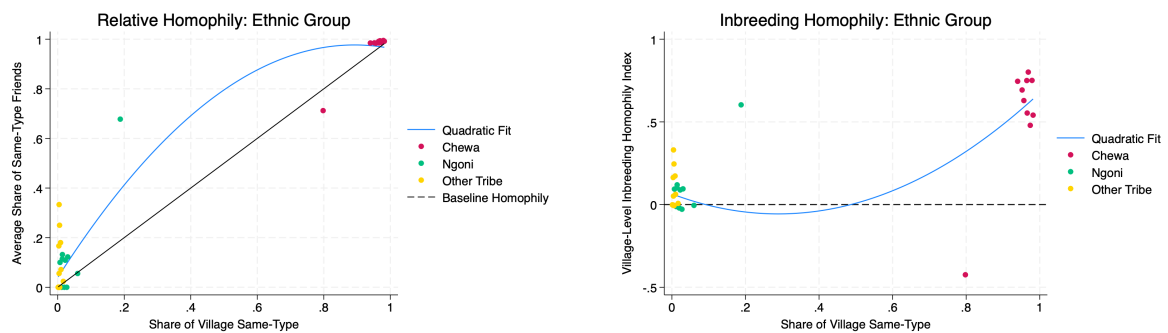 Relative Homophily: Ethnic Group
Average Share of Same-Type Friends
1
.8
.6
.4
.2
0
0
.2
.4
.6
.8
1
Share of Village Same-Type
Quadratic Fit
Chewa
Ngoni
Other Tribe
Baseline Homophily
Inbreeding Homophily: Ethnic Group
Village-Level Inbreeding Homophily Index
1
.5
0
-.5
0
.2
.4
.6
.8
1
Share of Village Same-Type
Quadratic Fit
Chewa
Ngoni
Other Tribe